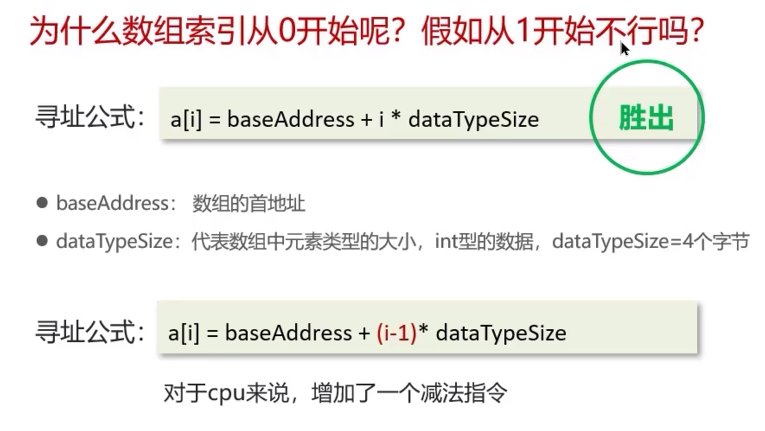 为什么数组索引从0开始呢？假如从1开始不行吗？
寻址公式： a[i] = baseAddress + i * dataTypeSize 胜出
● baseAddress： 数组的首地址
● dataTypeSize：代表数组中元素类型的大小，int型的数据，dataTypeSize=4个字节
寻址公式： a[i] = baseAddress + (i-1)* dataTypeSize
对于cpu来说，增加了一个减法指令